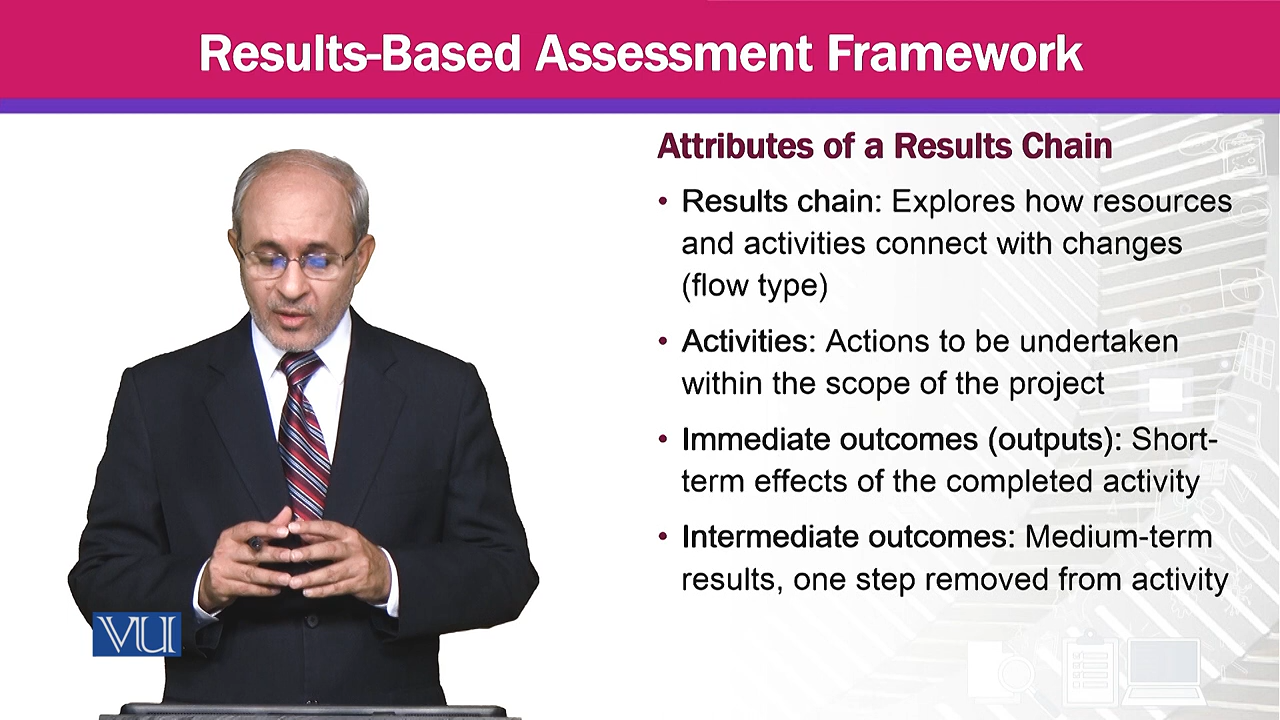 Results-Based Assessment Framework
Attributes of a Results Chain
• Results chain: Explores how resources
and activities connect with changes
(flow type)
• Activities: Actions to be undertaken
within the scope of the project
• Immediate outcomes (outputs): Short-
term effects of the completed activity
• Intermediate outcomes: Medium-term
results, one step removed from activity
VU